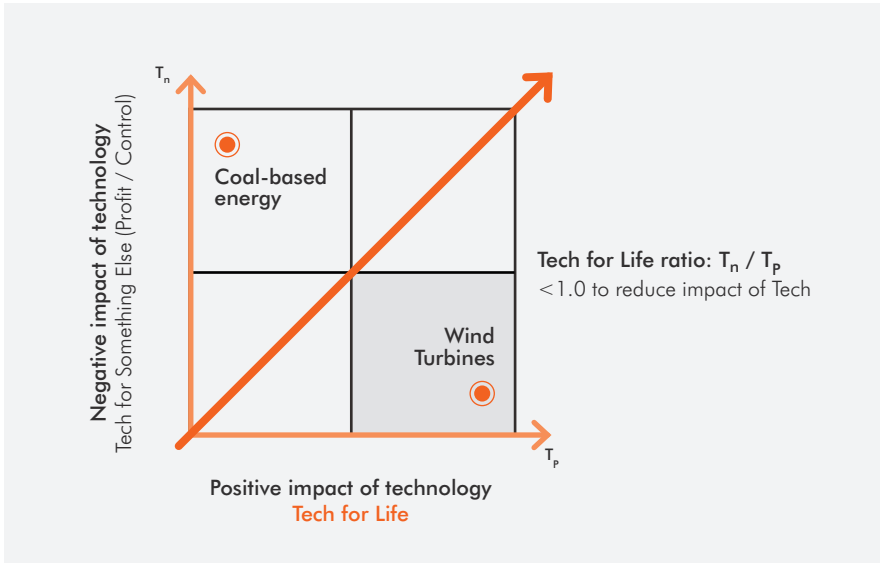 Tn
Negative impact of technology
Tech for Something Else (Profit / Control)
Coal-based
energy
Wind
Turbines
Tech for Life ratio: Tn / TP
<1.0 to reduce impact of Tech
TP
Positive impact of technology
Tech for Life